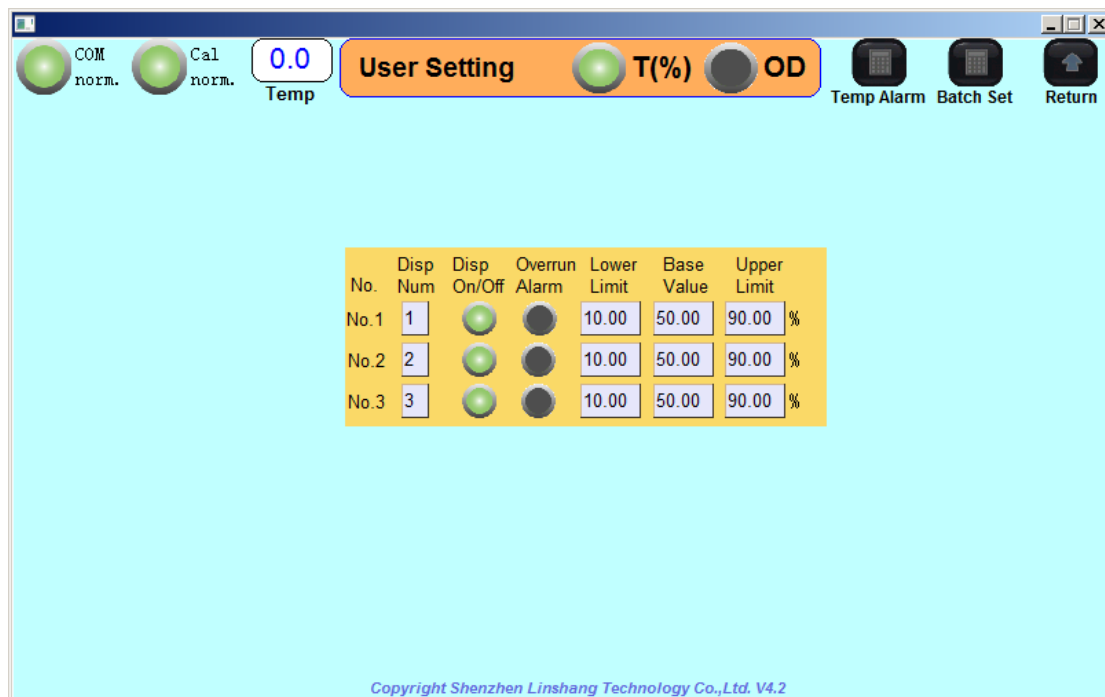 COM
norm.
Cal
norm.
0.0
Temp
User Setting
T(%)
OD
Temp Alarm
Batch Set
Return
No. Disp Num Disp On/Off Overrun Alarm Lower Limit Base Value Upper Limit
No.1 1 10.00 50.00 90.00 %
No.2 2 10.00 50.00 90.00 %
No.3 3 10.00 50.00 90.00 %
Copyright Shenzhen Linshang Technology Co.,Ltd. V4.2